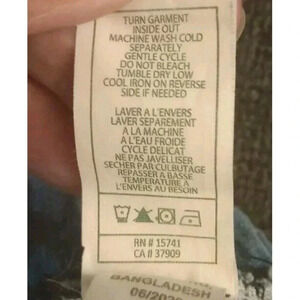 TURN GARMENT
INSIDE OUT
MACHINE WASH COLD
SEPARATELY
GENTLE CYCLE
DO NOT BLEACH
TUMBLE DRY LOW
COOL IRON ON REVERSE
SIDE IF NEEDED
LAVER A L'ENVERS
LAVER SEPAREMENT
A LA MACHINE
A L'EAU FROIDE
CYCLE DELICAT
NE PAS JAVELLISER
SECHER PAR CULBUTAGE
REPASSER A BASSE
TEMPERATURE A
L'ENVERS AU BESOIN
RN # 15741
CA # 37909
BANGLADESH